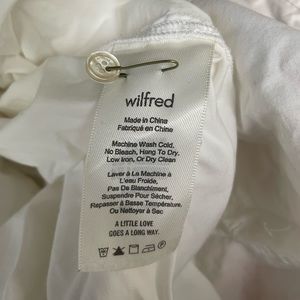 wilfred
Made in China
Fabriqué en Chine
Machine Wash Cold,
No Bleach, Hang To Dry,
Low Iron, Or Dry Clean
Laver à La Machine à
L'eau Froide,
Pas De Blanchiment,
Suspendre Pour Sécher,
Repasser à Basse Température,
Ou Nettoyer à Sec
A LITTLE LOVE
GOES A LONG WAY.